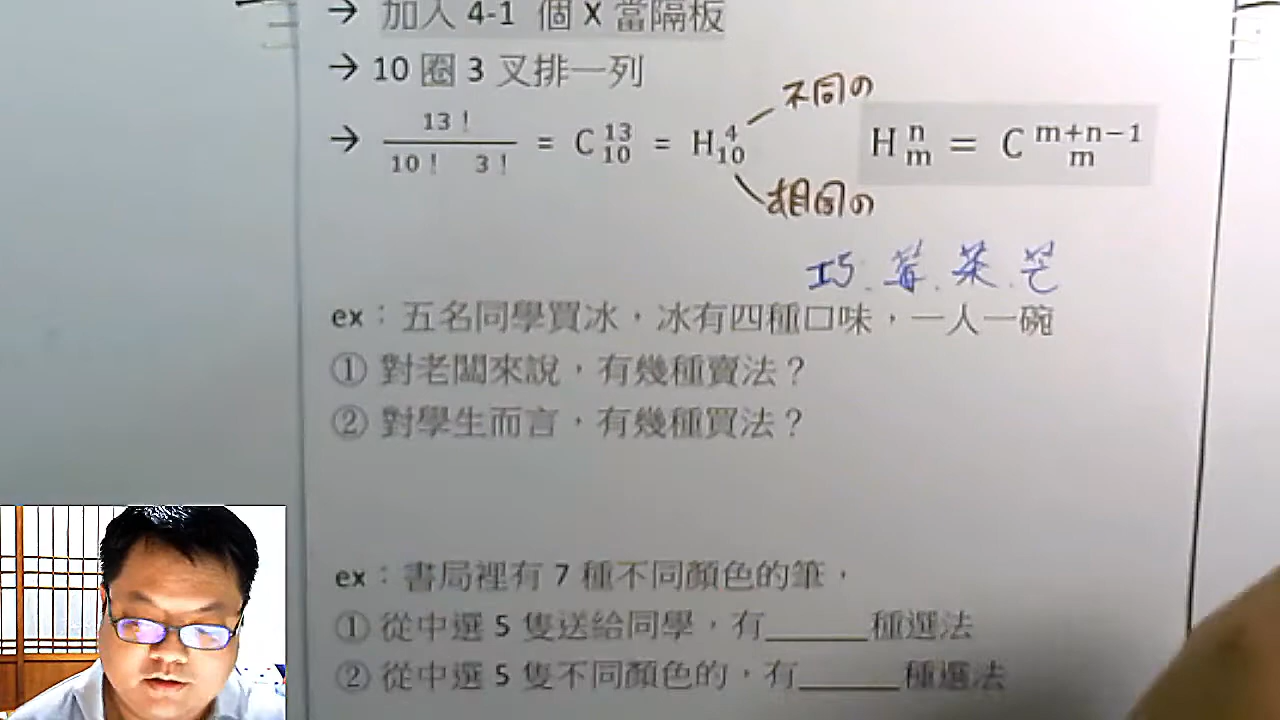 → 加入 4-1 個 X 當隔板
→ 10 圈 3 叉排一列
不同の
→ 13！/10！ 3！ = C 13 10 = H 4 10
H n m = C m+n−1 m
相同の
巧.莓.茶.芒
ex：五名同學買冰，冰有四種口味，一人一碗
① 對老闆來說，有幾種賣法？
② 對學生而言，有幾種買法？
ex：書局裡有 7 種不同顏色的筆，
① 從中選 5 隻送給同學，有______種選法
② 從中選 5 隻不同顏色的，有______種選法